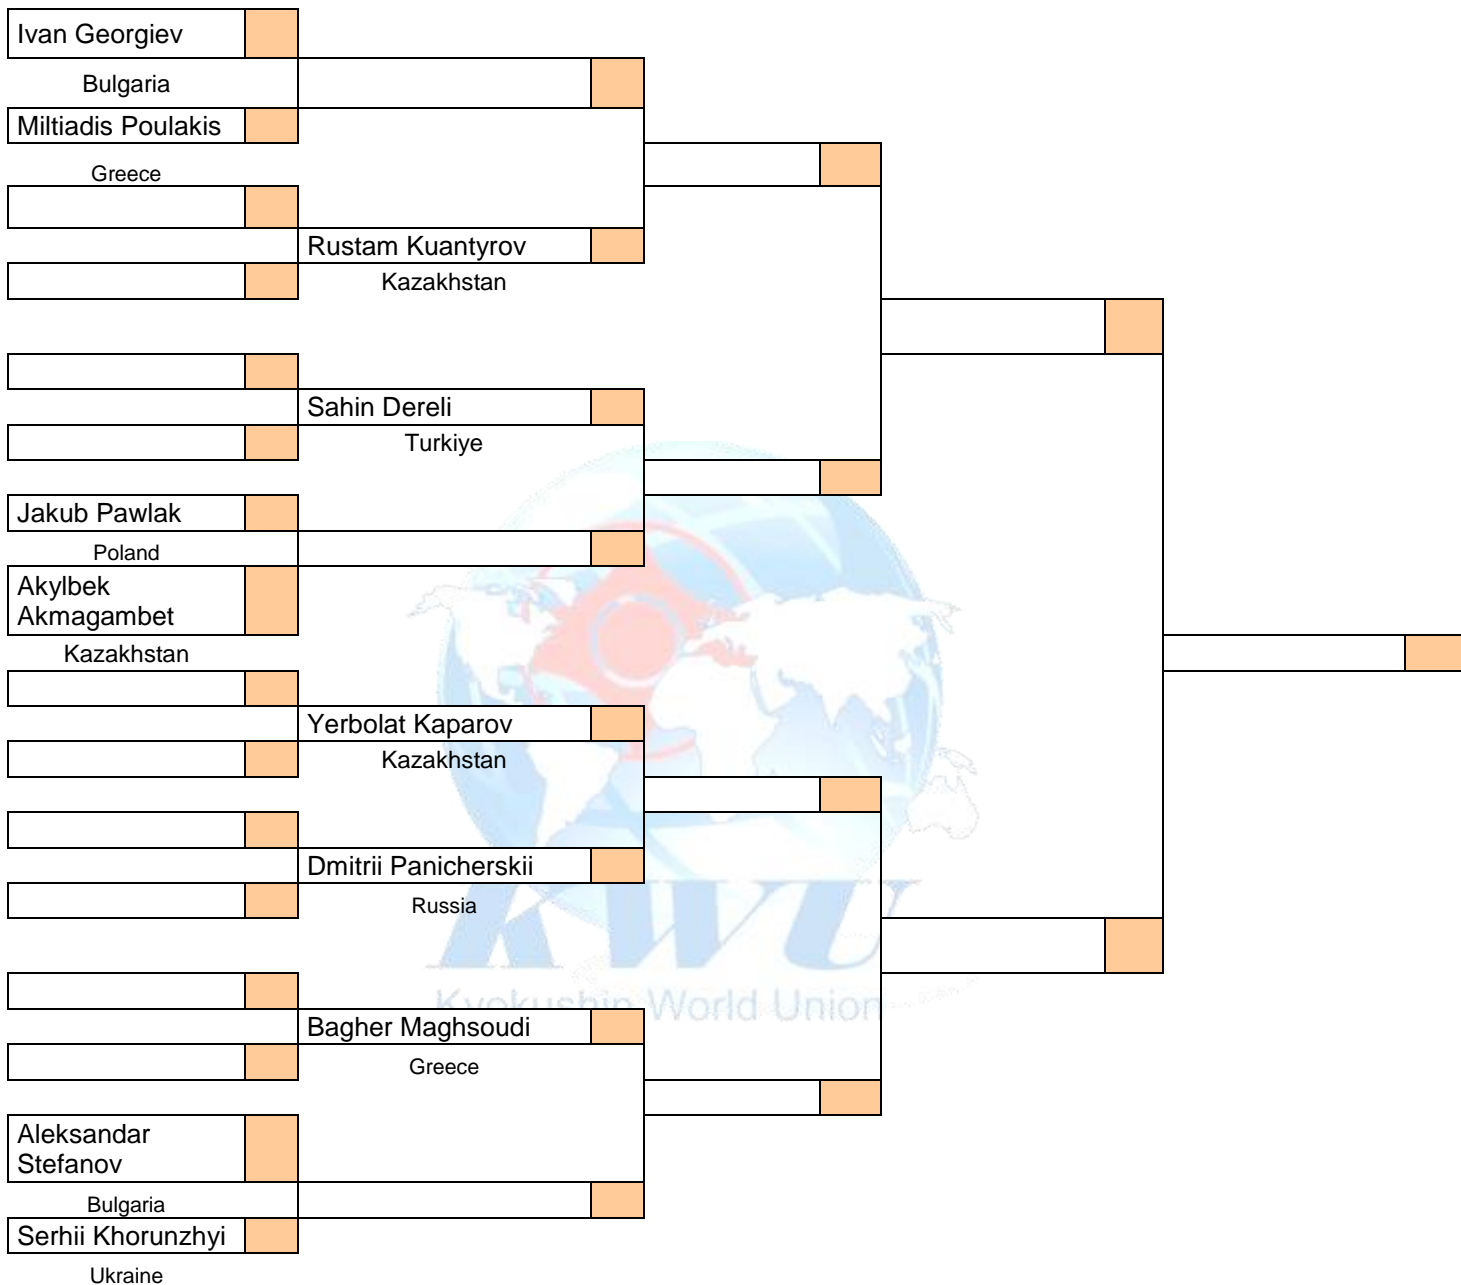 Ivan Georgiev
Bulgaria
Miltiadis Poulakis
Greece
Rustam Kuantyrov
Kazakhstan
Sahin Dereli
Turkiye
Jakub Pawlak
Poland
Akylbek
Akmagambet
Kazakhstan
Yerbolat Kaparov
Kazakhstan
Dmitrii Panicherskii
Russia
KWU
Kyokushin World Union
Bagher Maghsoudi
Greece
Aleksandar
Stefanov
Bulgaria
Serhii Khorunzhyi
Ukraine